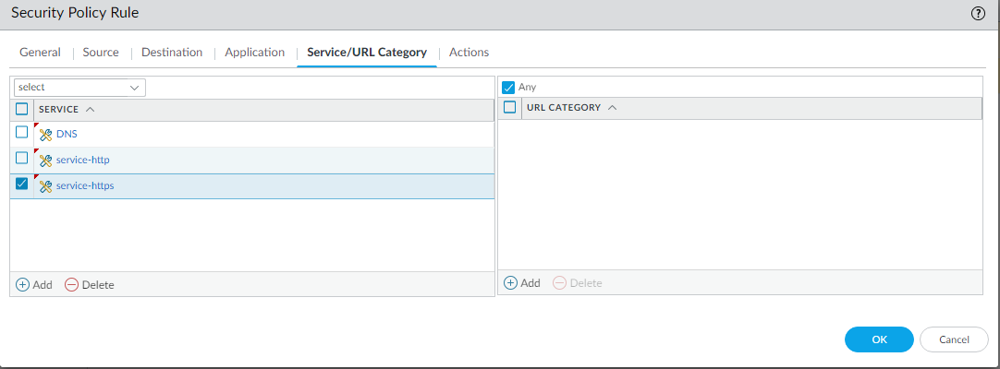 Security Policy Rule
General Source Destination Application Service/URL Category Actions
select
SERVICE
DNS
service-http
service-https
Add Delete
Any
URL CATEGORY
Add Delete
OK Cancel